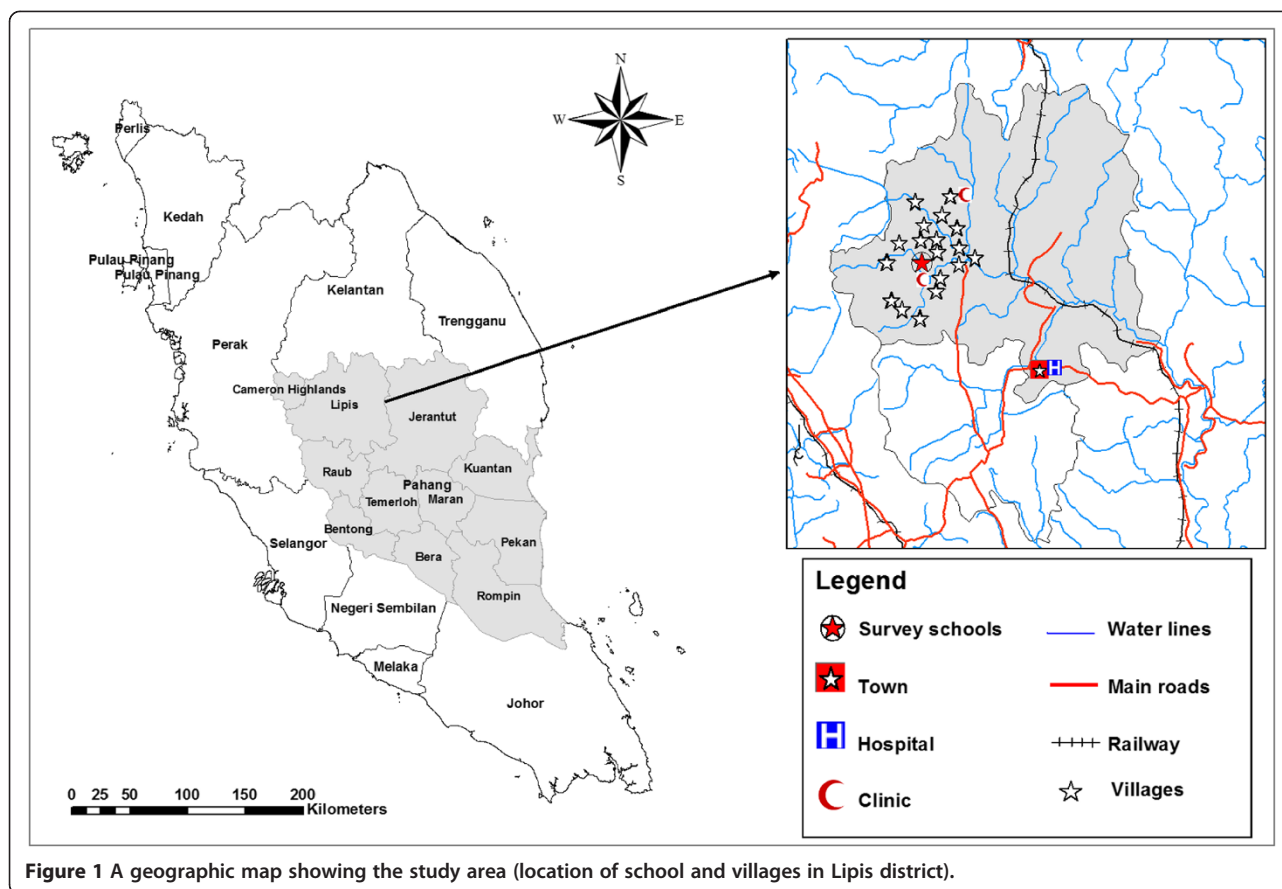 N
W E
S
Perlis
Kedah
Pulau Pinang
Pulau Pinang
Kelantan
Trengganu
Perak
Cameron Highlands
Lipis
Jerantut
Raub
Kuantan
Pahang
Temerloh
Maran
Bentong
Pekan
Selangor
Bera
Rompin
Negeri Sembilan
Melaka
Johor
0 25 50 100 150 200
Kilometers
H
Legend
Survey schools
Water lines
Town
Main roads
H
Hospital
Railway
Clinic
Villages
Figure 1 A geographic map showing the study area (location of school and villages in Lipis district).